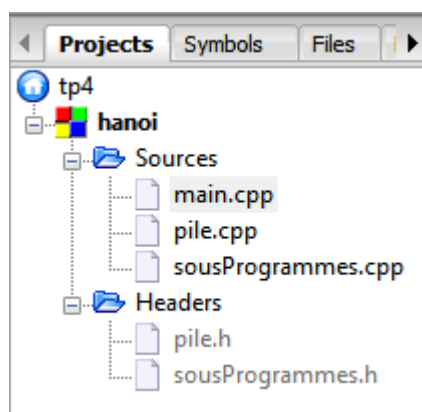 Projects Symbols Files
tp4
hanoi
Sources
main.cpp
pile.cpp
sousProgrammes.cpp
Headers
pile.h
sousProgrammes.h